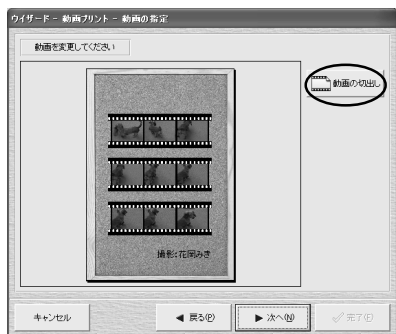 ウイザード - 動画プリント - 動画の指定
動画を変更してください
動画の切出し
撮影:花岡みき
キャンセル
◀ 戻る(P)
▶ 次へ(N)
✓ 完了(F)